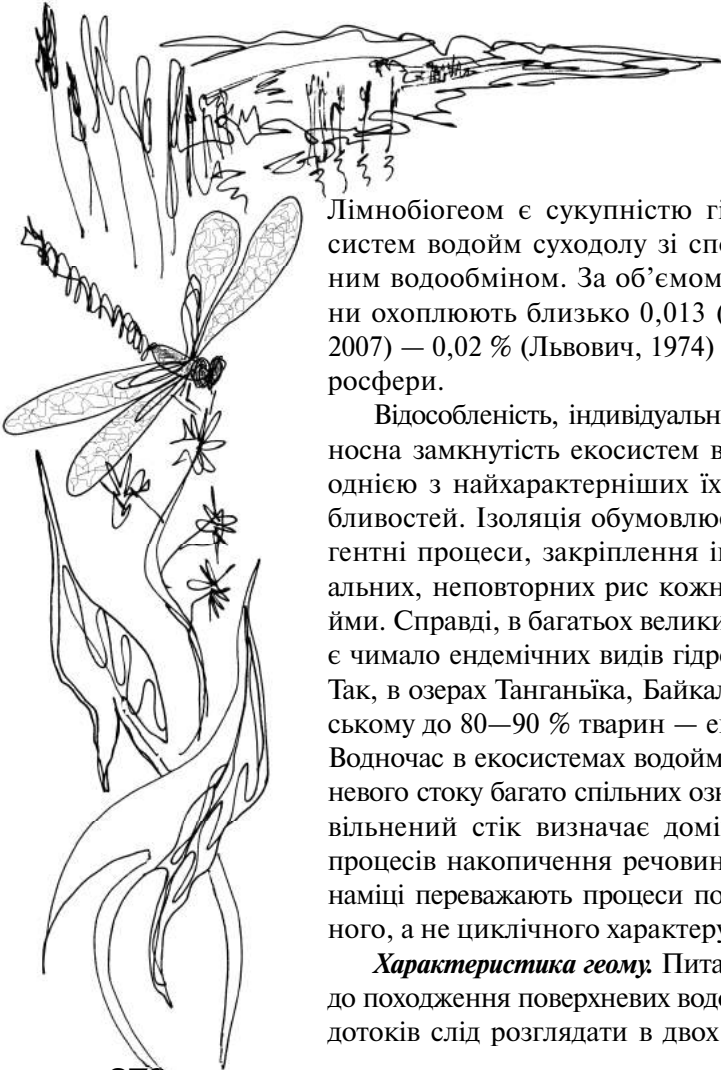 Лімнобіогеом є сукупністю гі
систем водойм суходолу зі спо
ним водообміном. За об’ємом
ни охоплюють близько 0,013 (
2007) — 0,02 % (Львович, 1974)
росфери.
Відособленість, індивідуальн
носна замкнутість екосистем в
однією з найхарактерніших їх
бливостей. Ізоляція обумовлює
гентні процеси, закріплення ін
альних, неповторних рис кожн
йми. Справді, в багатьох велики
є чимало ендемічних видів гідро
Так, в озерах Танганьїка, Байкал
ському до 80—90 % тварин — ен
Водночас в екосистемах водойм
невого стоку багато спільних озн
вільнений стік визначає домі
процесів накопичення речовин
наміці переважають процеси по
ного, а не циклічного характеру
Характеристика геому. Пита
до походження поверхневих водо
дотоків слід розглядати в двох